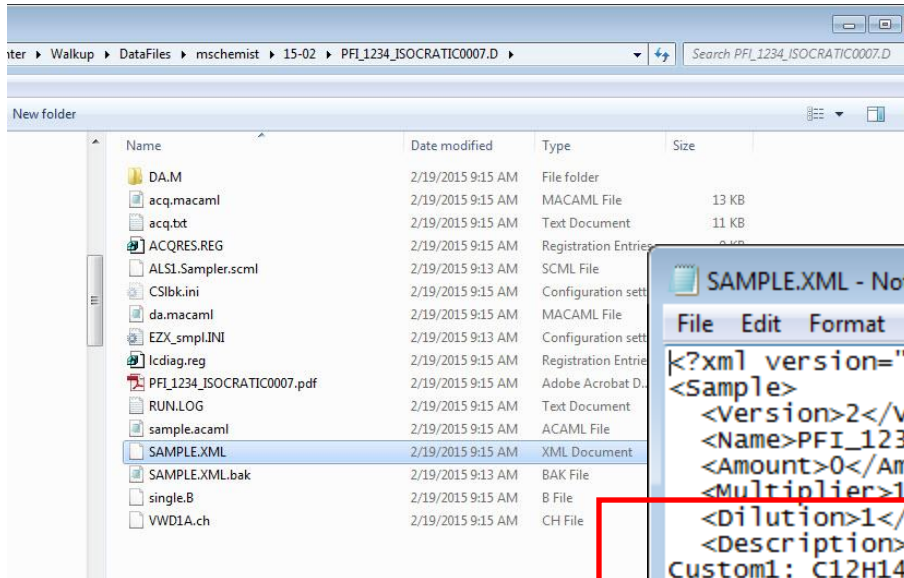 nter ▸ Walkup ▸ DataFiles ▸ mschemist ▸ 15-02 ▸ PFI_1234_ISOCRATIC0007.D ▸ Search PFI_1234_ISOCRATIC0007.D
New folder
Name Date modified Type Size
DA.M 2/19/2015 9:15 AM File folder
acq.macaml 2/19/2015 9:15 AM MACAML File 13 KB
acq.txt 2/19/2015 9:15 AM Text Document 11 KB
ACQRES.REG 2/19/2015 9:15 AM Registration Entries
ALS1.Sampler.scml 2/19/2015 9:13 AM SCML File
CSlbk.ini 2/19/2015 9:15 AM Configuration sett
da.macaml 2/19/2015 9:15 AM MACAML File
EZX_smpl.INI 2/19/2015 9:13 AM Configuration sett
lcdiag.reg 2/19/2015 9:15 AM Registration Entrie
PFI_1234_ISOCRATIC0007.pdf 2/19/2015 9:15 AM Adobe Acrobat D..
RUN.LOG 2/19/2015 9:15 AM Text Document
sample.acaml 2/19/2015 9:15 AM ACAML File
SAMPLE.XML 2/19/2015 9:15 AM XML Document
SAMPLE.XML.bak 2/19/2015 9:13 AM BAK File
single.B 2/19/2015 9:15 AM B File
VWD1A.ch 2/19/2015 9:15 AM CH File
SAMPLE.XML - No
File Edit Format
<?xml version="
<Sample>
<Version>2</V
<Name>PFI_123
<Amount>0</Am
<Multiplier>1
<Dilution>1</
<Description>
Custom1: C12H14